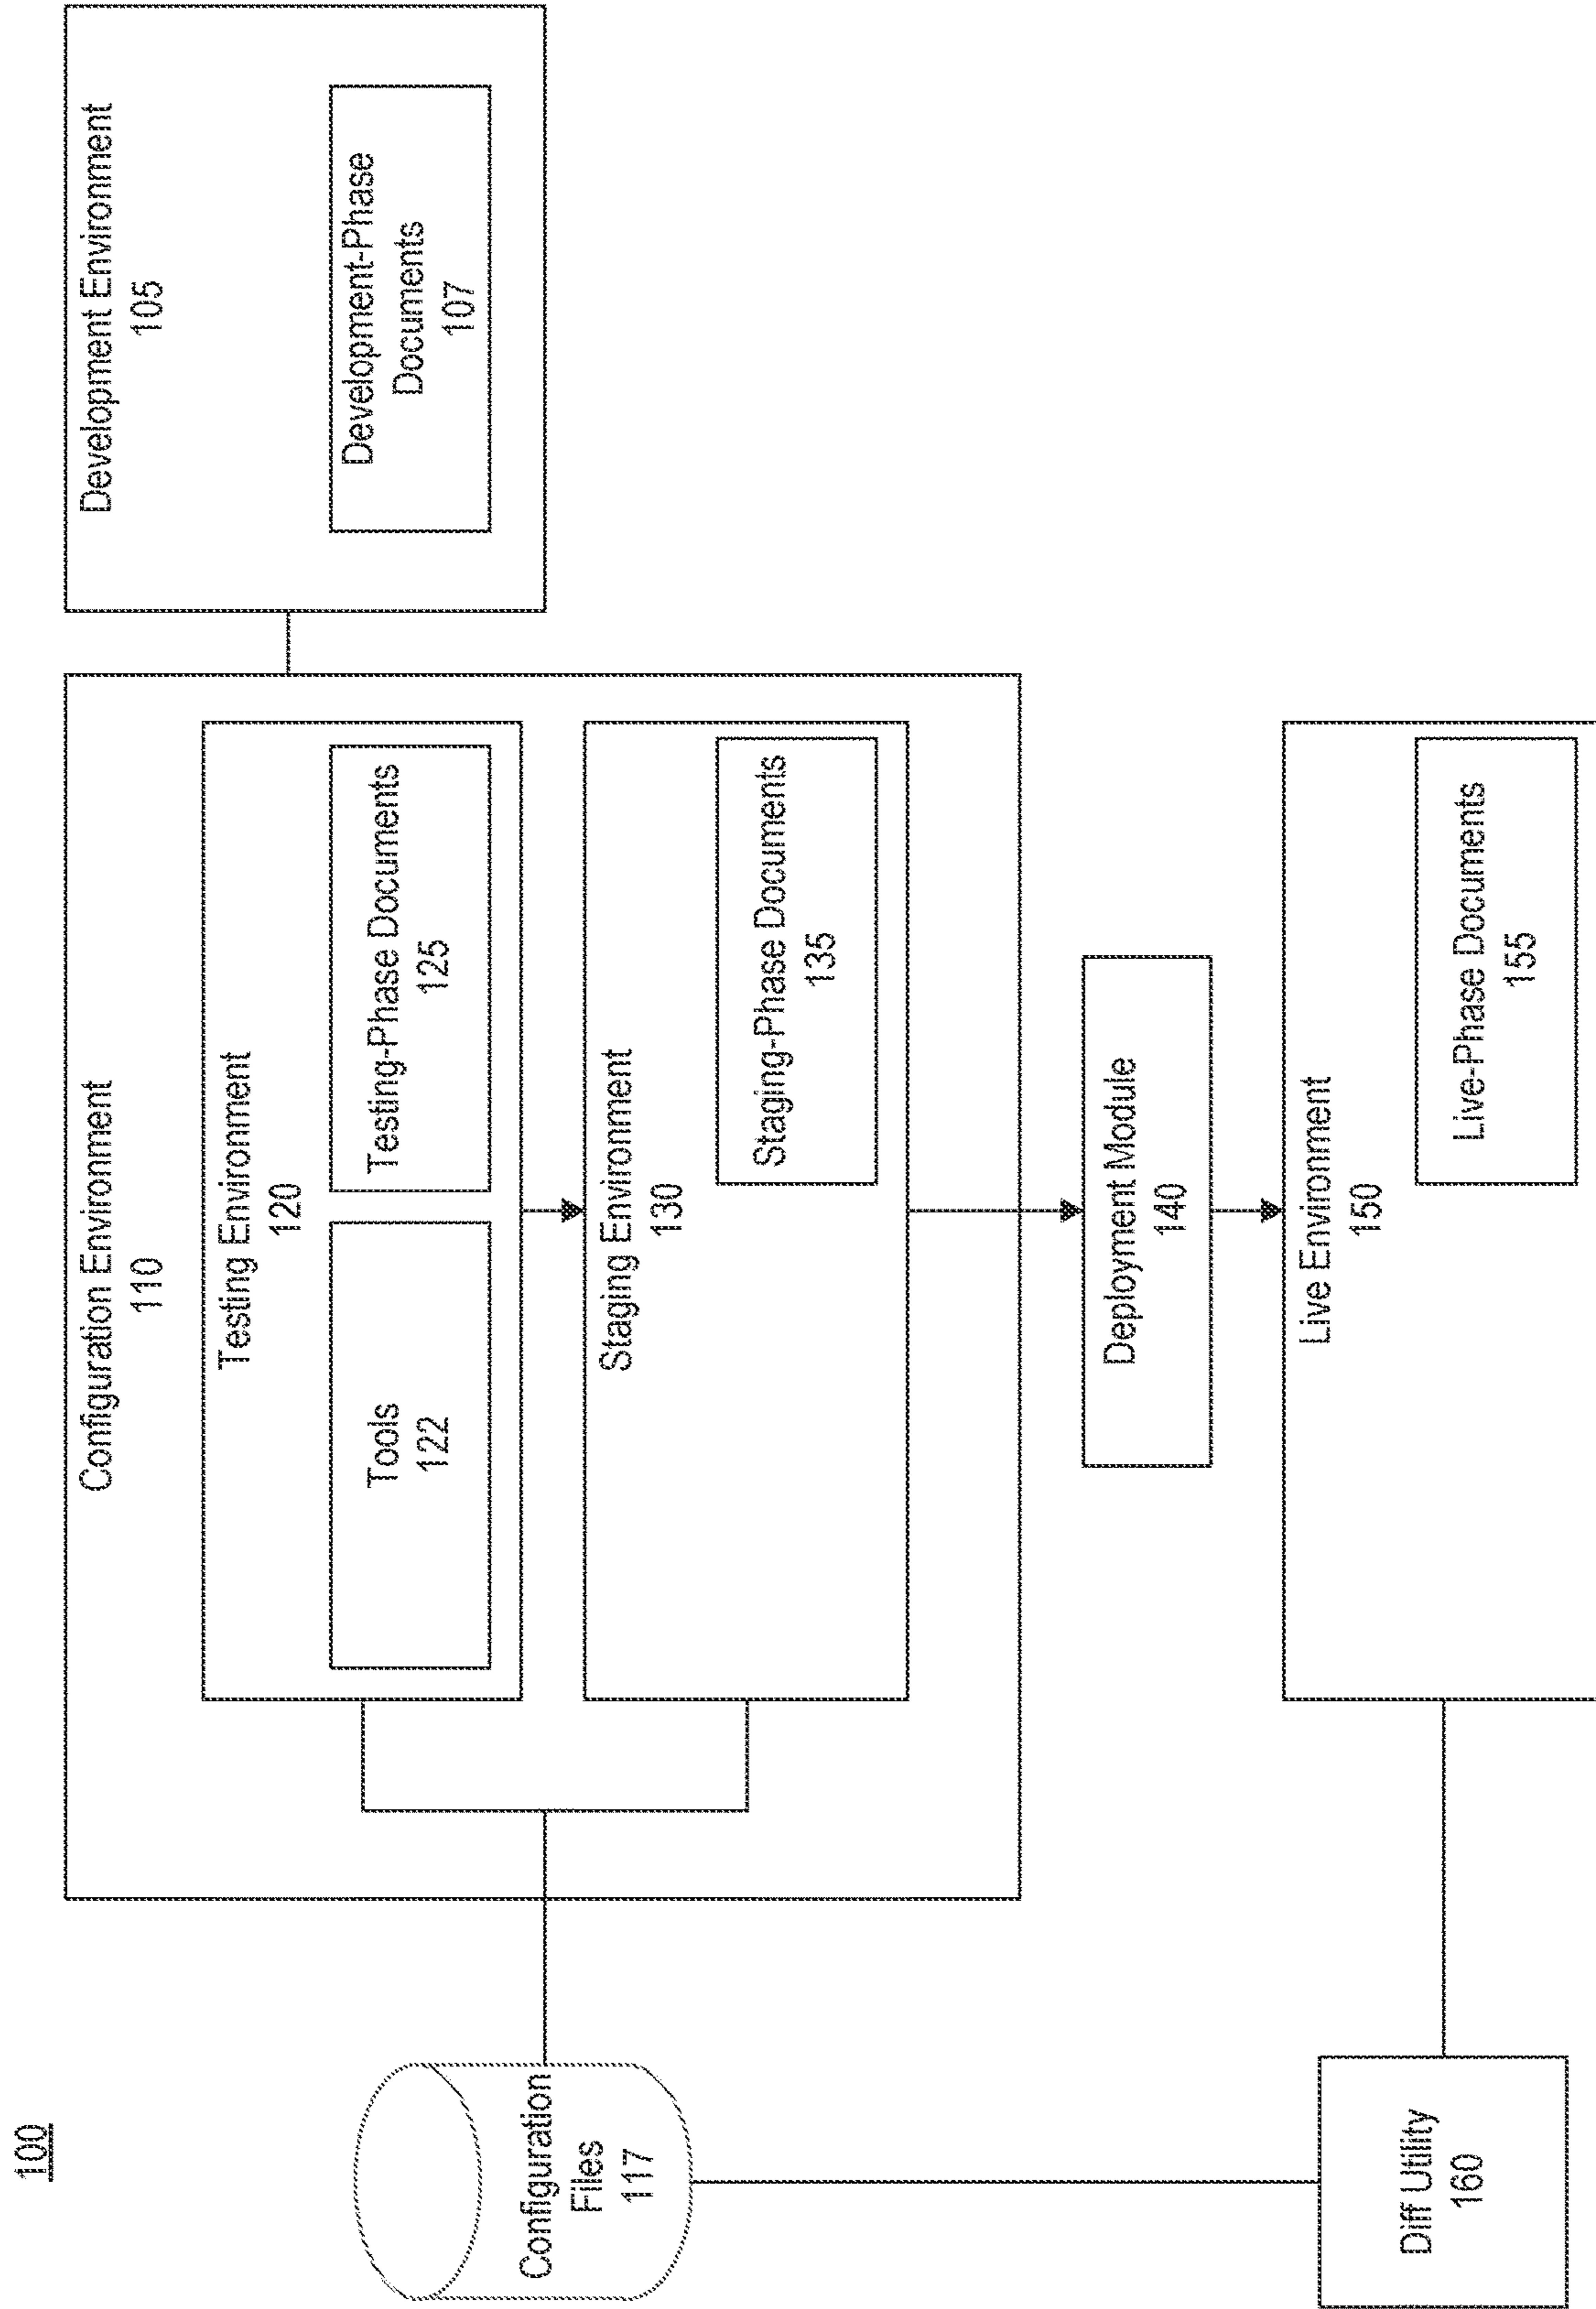 100
Configuration Environment
110
Development Environment
105
Testing Environment
120
Tools
122
Testing-Phase Documents
125
Development-Phase
Documents
107
Configuration
Files
117
Staging Environment
130
Staging-Phase Documents
135
Deployment Module
140
Live Environment
150
Live-Phase Documents
155
Diff Utility
160